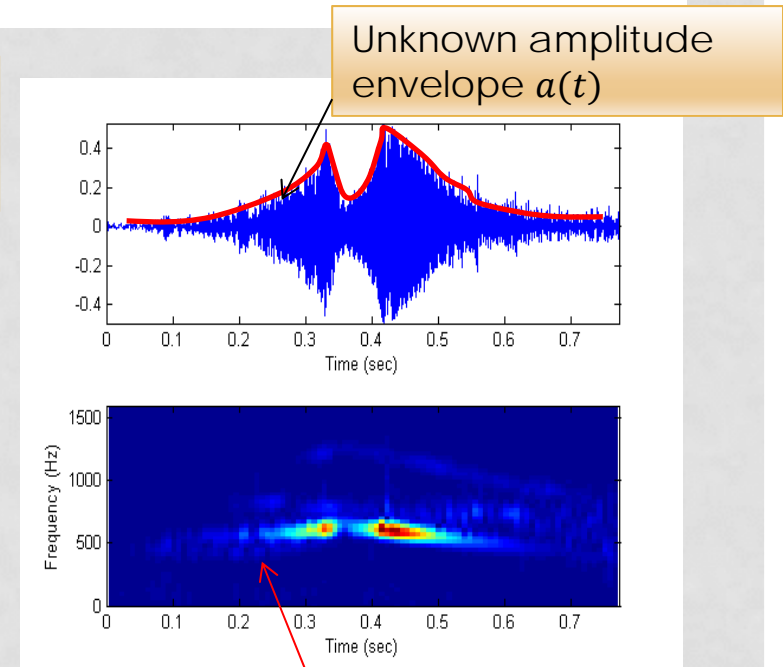 Unknown amplitude
envelope a(t)
0.4
0.2
0
-0.2
-0.4
0 0.1 0.2 0.3 0.4 0.5 0.6 0.7
Time (sec)
Frequency (Hz)
1500
1000
500
0
0 0.1 0.2 0.3 0.4 0.5 0.6 0.7
Time (sec)